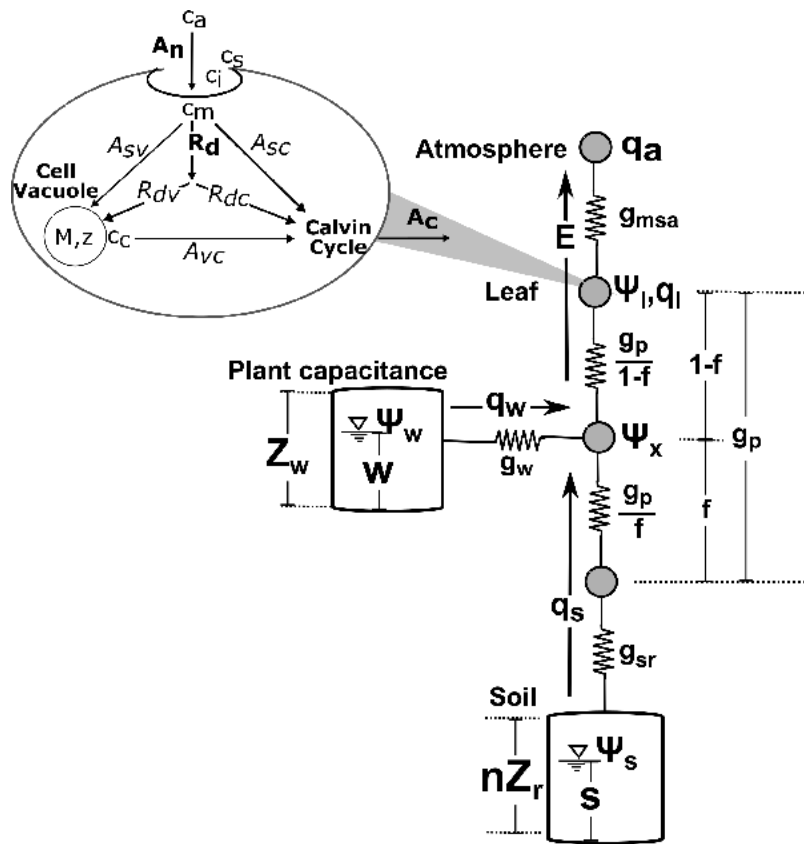 ca
An
cs
ci
cm
Asv
Rd
Asc
Cell
Vacuole
Rdv
Rdc
M,z
cc
Avc
Calvin
Cycle
Ac
Atmosphere
qa
gmsa
E
Leaf
Ψl,ql
gp
1-f
1-f
gp
Plant capacitance
qw
Ψw
Zw
w
gw
Ψx
gp
f
f
qs
gsr
Soil
Ψs
nZr
s